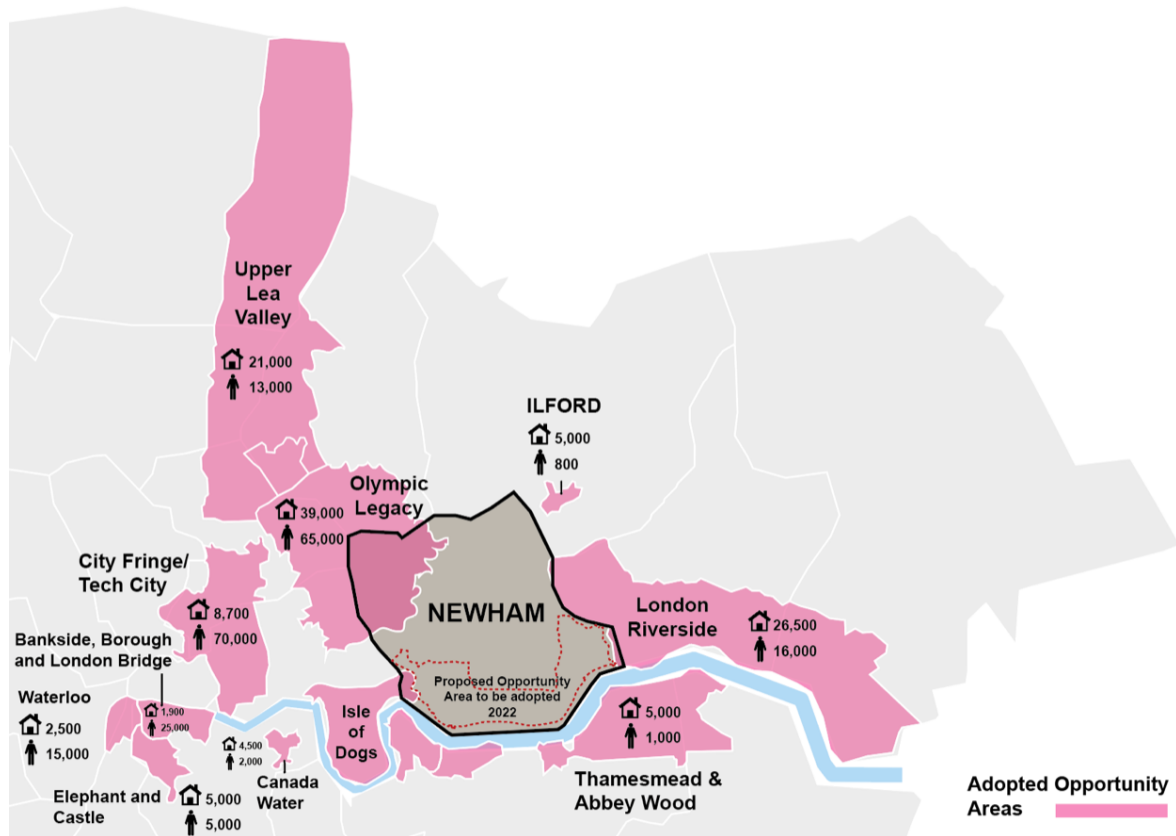 Upper
Lea
Valley
21,000
13,000
ILFORD
5,000
800
Olympic
Legacy
39,000
65,000
City Fringe/
Tech City
8,700
70,000
NEWHAM
London
Riverside
26,500
16,000
Bankside, Borough
and London Bridge
1,900
25,000
Waterloo
2,500
15,000
Proposed Opportunity
Area to be adopted
2022
Isle
of
Dogs
4,500
2,000
Canada
Water
5,000
1,000
Thamesmead &
Abbey Wood
Elephant and
Castle
5,000
5,000
Adopted Opportunity
Areas